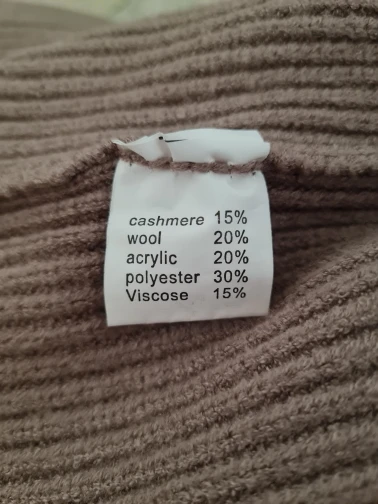 cashmere 15%
wool 20%
acrylic 20%
polyester 30%
Viscose 15%